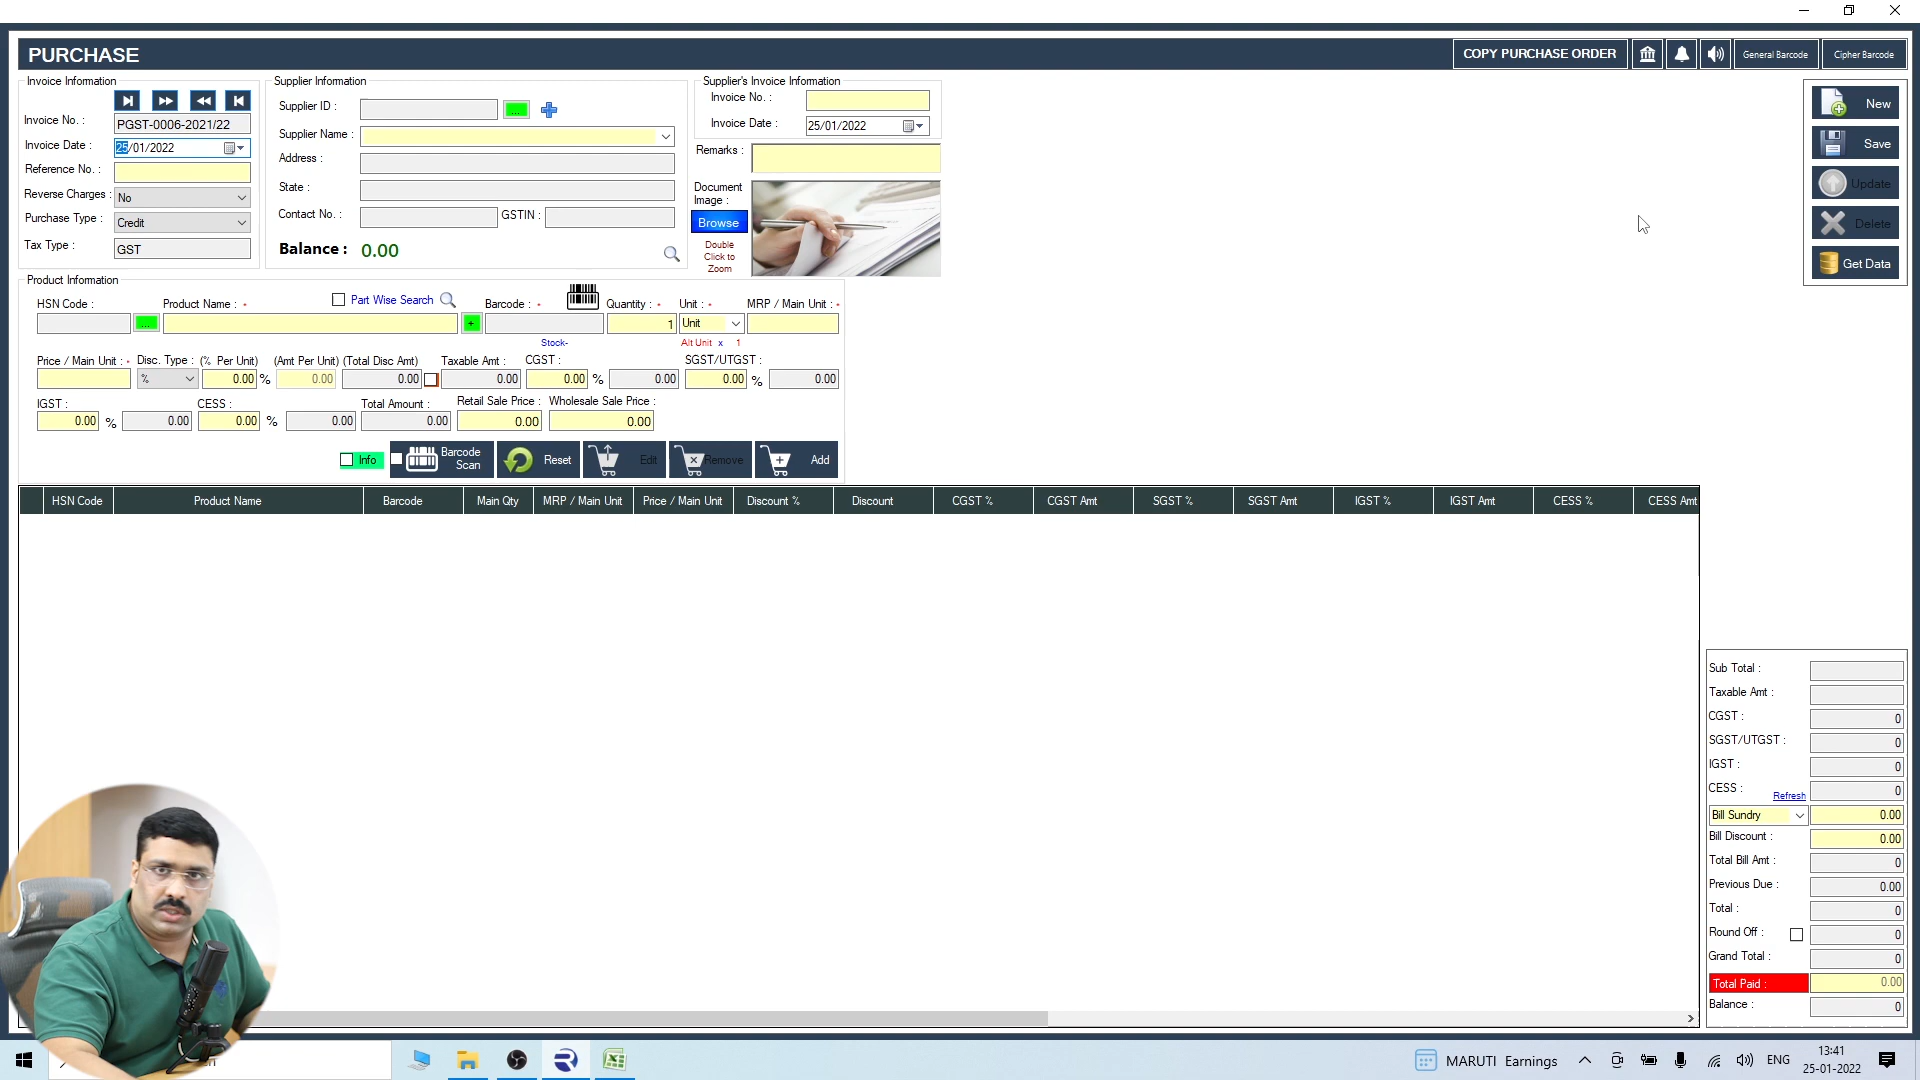 PURCHASE
COPY PURCHASE ORDER
General Barcode
Cipher Barcode
Invoice Information
Invoice No. :
PGST-0006-2021/22
Invoice Date :
25/01/2022
Reference No. :
Reverse Charges :
No
Purchase Type :
Credit
Tax Type :
GST
Supplier Information
Supplier ID :
...
Supplier Name :
Address :
State :
Contact No. :
GSTIN :
Balance : 0.00
Supplier's Invoice Information
Invoice No. :
Invoice Date :
25/01/2022
Remarks :
Document
Image :
Browse
Double
Click to
Zoom
New
Save
Update
Delete
Get Data
Product Information
HSN Code :
...
Product Name : *
Part Wise Search
+
Barcode : *
Quantity : *
1
Unit : *
Unit
MRP / Main Unit : *
Stock-
Alt Unit x 1
Price / Main Unit : *
Disc. Type :
%
(% Per Unit)
0.00 %
(Amt Per Unit)
0.00
(Total Disc Amt)
0.00
Taxable Amt :
0.00
CGST :
0.00 % 0.00
SGST/UTGST :
0.00 % 0.00
IGST :
0.00 % 0.00
CESS :
0.00 % 0.00
Total Amount :
0.00
Retail Sale Price :
0.00
Wholesale Sale Price :
0.00
Info
Barcode
Scan
Reset
Edit
Remove
Add
HSN Code Product Name Barcode Main Qty MRP / Main Unit Price / Main Unit Discount % Discount CGST % CGST Amt SGST % SGST Amt IGST % IGST Amt CESS % CESS Amt
Sub Total :
Taxable Amt :
CGST : 0
SGST/UTGST : 0
IGST : 0
CESS : Refresh 0
Bill Sundry 0.00
Bill Discount : 0.00
Total Bill Amt : 0
Previous Due : 0.00
Total : 0
Round Off : 0
Grand Total : 0
Total Paid : 0.00
Balance : 0
MARUTI Earnings
ENG
13:41
25-01-2022